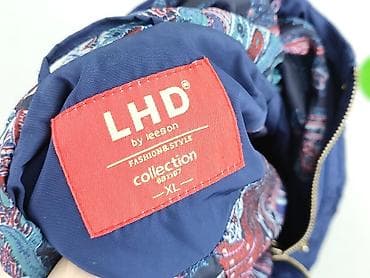 LHD®
by leeson
FASHION&STYLE
collection
—XL—